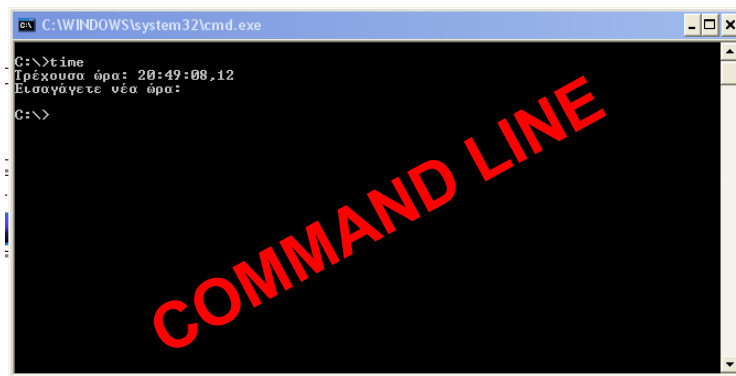 C:\WINDOWS\system32\cmd.exe
C:\>time
Τρέχουσα ώρα: 20:49:08,12
Εισαγάγετε νέα ώρα:
C:\>
COMMAND LINE